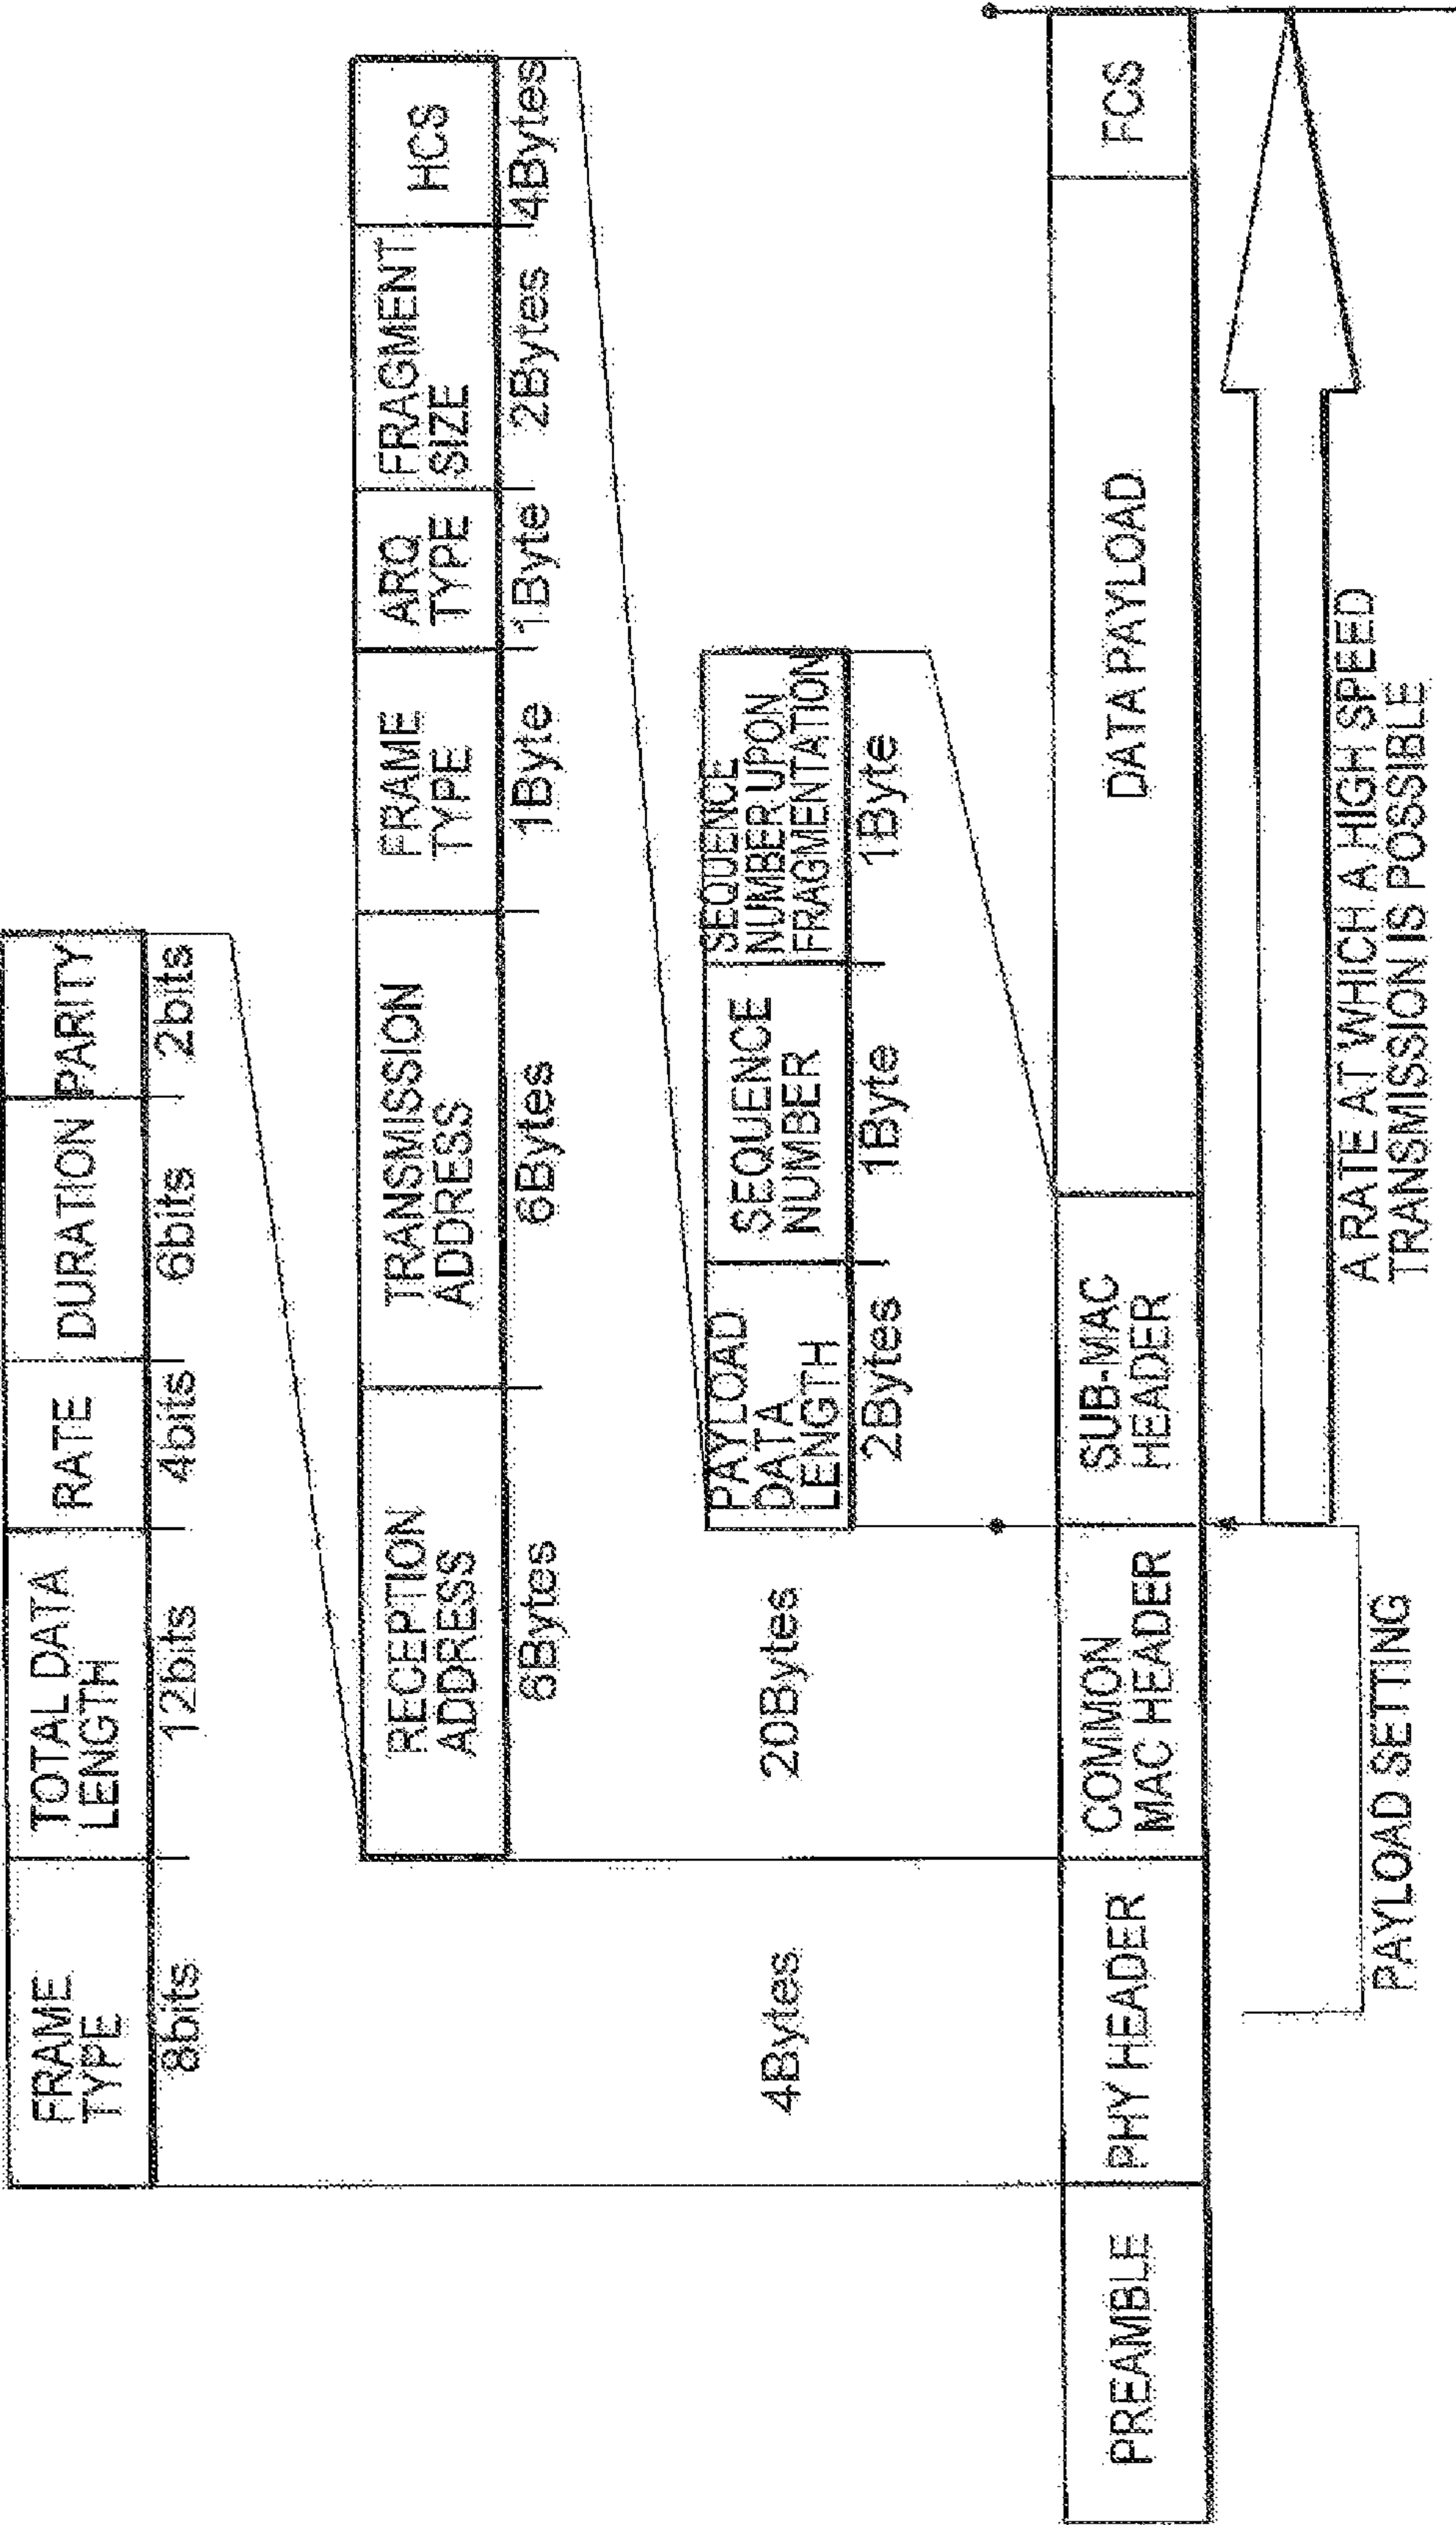 FRAME
TYPE
TOTAL DATA
LENGTH
RATE
DURATION
PARITY
8bits
12bits
4bits
6bits
2bits
RECEPTION
ADDRESS
TRANSMISSION
ADDRESS
FRAME
TYPE
ARQ
TYPE
FRAGMENT
SIZE
HCS
6Bytes
6Bytes
1Byte
1Byte
2Bytes
4Bytes
PAYLOAD
DATA
LENGTH
SEQUENCE
NUMBER
SEQUENCE
NUMBER UPON
FRAGMENTATION
4Bytes
20Bytes
2Bytes
1Byte
1Byte
PREAMBLE
PHY HEADER
COMMON
MAC HEADER
SUB-MAC
HEADER
DATA PAYLOAD
FCS
PAYLOAD SETTING
A RATE AT WHICH A HIGH SPEED
TRANSMISSION IS POSSIBLE